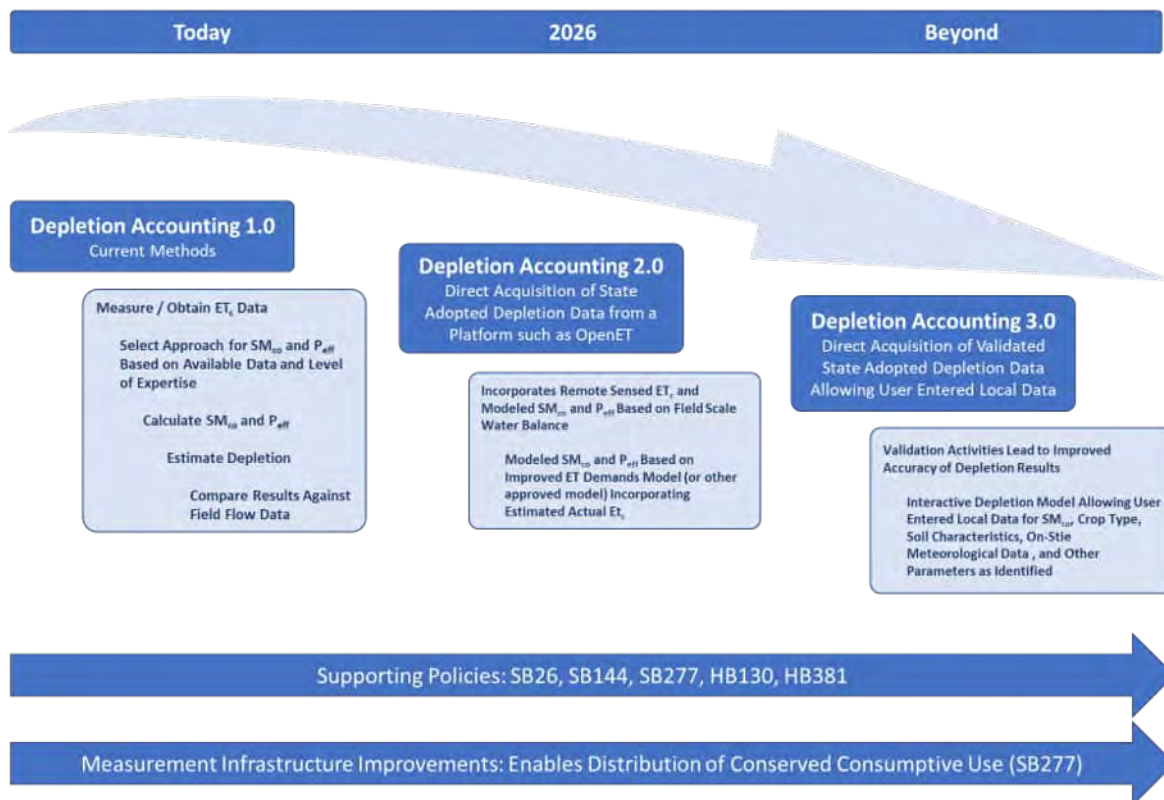 Today
2026
Beyond
Depletion Accounting 1.0
Current Methods
Measure / Obtain ETc Data
Select Approach for SMco and Peff
Based on Available Data and Level
of Expertise
Calculate SMco and Peff
Estimate Depletion
Compare Results Against
Field Flow Data
Depletion Accounting 2.0
Direct Acquisition of State
Adopted Depletion Data from a
Platform such as OpenET
Incorporates Remote Sensed ETc and
Modeled SMco and Peff Based on Field Scale
Water Balance
Modeled SMco and Peff Based on
Improved ET Demands Model (or other
approved model) Incorporating
Estimated Actual Etc
Depletion Accounting 3.0
Direct Acquisition of Validated
State Adopted Depletion Data
Allowing User Entered Local Data
Validation Activities Lead to Improved
Accuracy of Depletion Results
Interactive Depletion Model Allowing User
Entered Local Data for SMco, Crop Type,
Soil Characteristics, On-Stie
Meteorological Data , and Other
Parameters as Identified
Supporting Policies: SB26, SB144, SB277, HB130, HB381
Measurement Infrastructure Improvements: Enables Distribution of Conserved Consumptive Use (SB277)